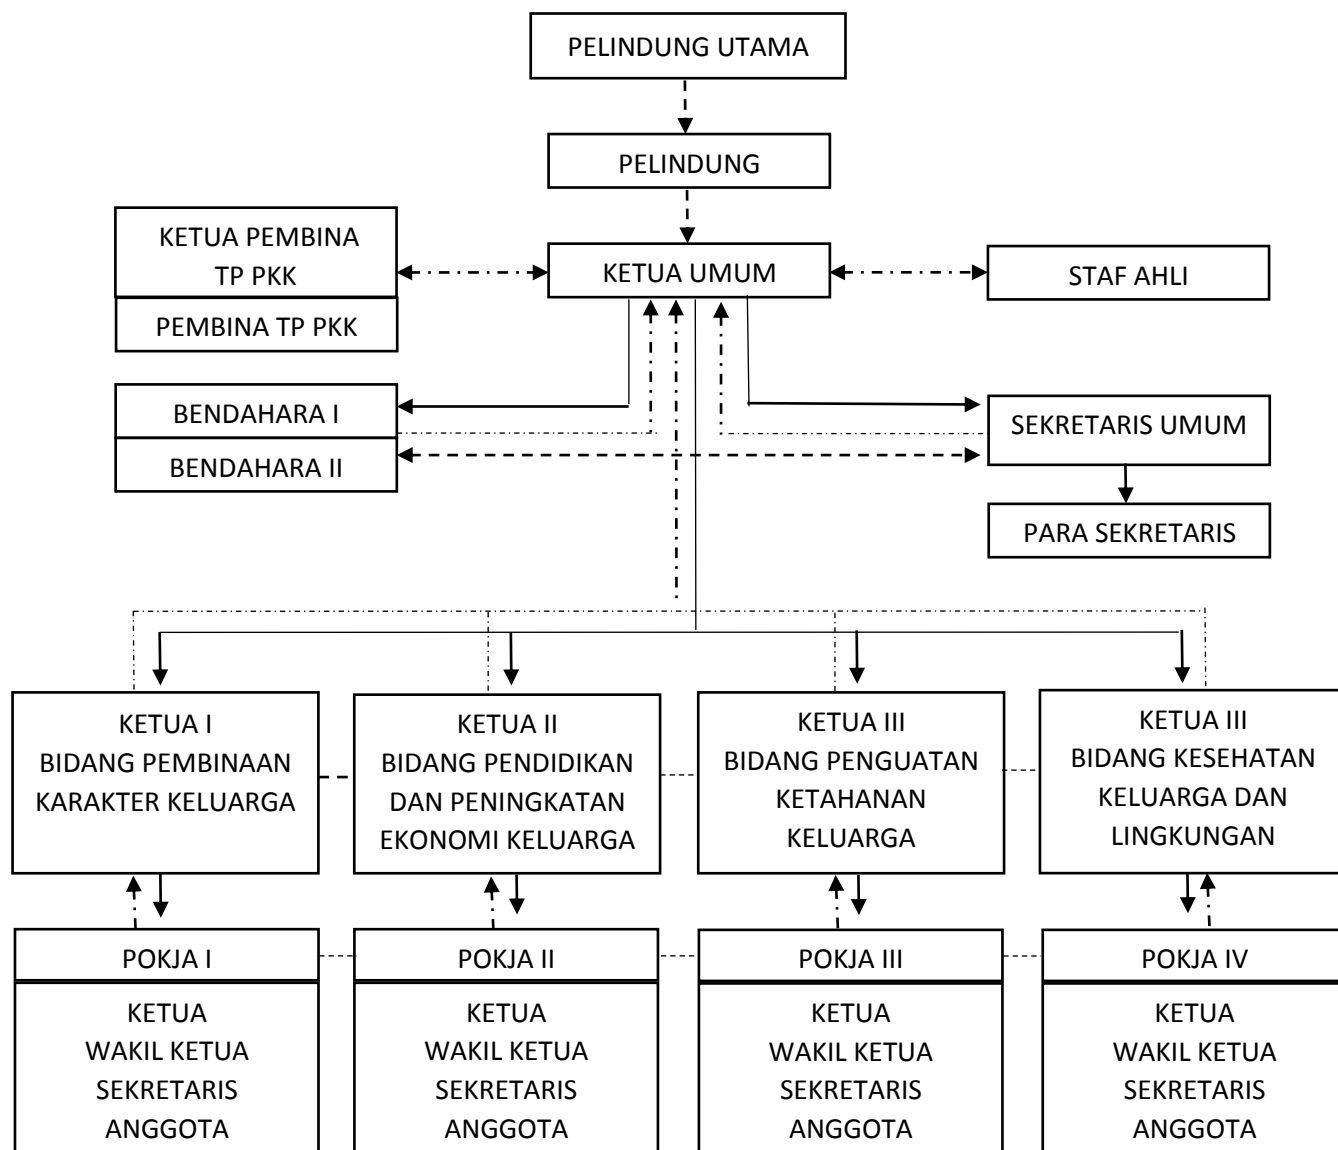 PELINDUNG UTAMA
PELINDUNG
KETUA PEMBINA
TP PKK
PEMBINA TP PKK
KETUA UMUM
STAF AHLI
BENDAHARA I
BENDAHARA II
SEKRETARIS UMUM
PARA SEKRETARIS
KETUA I
BIDANG PEMBINAAN
KARAKTER KELUARGA
KETUA II
BIDANG PENDIDIKAN
DAN PENINGKATAN
EKONOMI KELUARGA
KETUA III
BIDANG PENGUATAN
KETAHANAN
KELUARGA
KETUA III
BIDANG KESEHATAN
KELUARGA DAN
LINGKUNGAN
POKJA I
KETUA
WAKIL KETUA
SEKRETARIS
ANGGOTA
POKJA II
KETUA
WAKIL KETUA
SEKRETARIS
ANGGOTA
POKJA III
KETUA
WAKIL KETUA
SEKRETARIS
ANGGOTA
POKJA IV
KETUA
WAKIL KETUA
SEKRETARIS
ANGGOTA